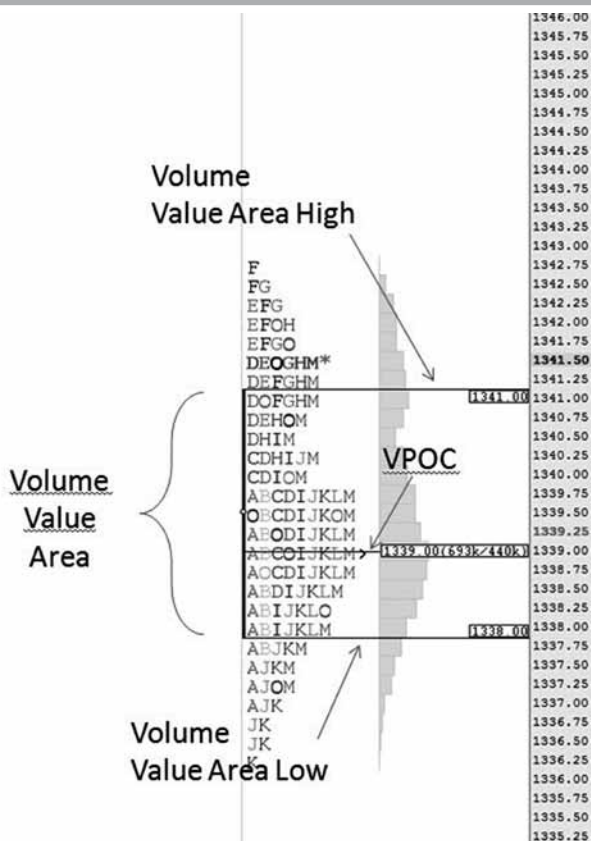 Volume
Value Area High
F
FG
EFG
EFOH
EFGO
DEOGHM*
DEFGHM
DOFGHM
DEHOM
DHIM
CDHIJM
CDIOM
ABCDIJKLM
OBCDIJKOM
ABODIJKLM
ABCOIJKLM
AOCDIJKLM
ABDIJKLM
ABIJKLO
ABIJKLM
ABJKM
AJKM
AJOM
AJK
JK
JK
K
Volume
Value
Area
VPOC
1341.00
1339.00(693k/440k)
1338.00
Volume
Value Area Low
1346.00
1345.75
1345.50
1345.25
1345.00
1344.75
1344.50
1344.25
1344.00
1343.75
1343.50
1343.25
1343.00
1342.75
1342.50
1342.25
1342.00
1341.75
1341.50
1341.25
1341.00
1340.75
1340.50
1340.25
1340.00
1339.75
1339.50
1339.25
1339.00
1338.75
1338.50
1338.25
1338.00
1337.75
1337.50
1337.25
1337.00
1336.75
1336.50
1336.25
1336.00
1335.75
1335.50
1335.25